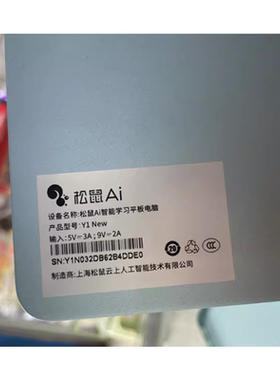 松鼠Ai
设备名称:松鼠Ai智能学习平板电脑
产品型号:Y1 New
输入:5V⎓3A ; 9V⎓2A
20
CCC
SN:Y1N032DB62B4DDE0
制造商:上海松鼠云上人工智能技术有限公司